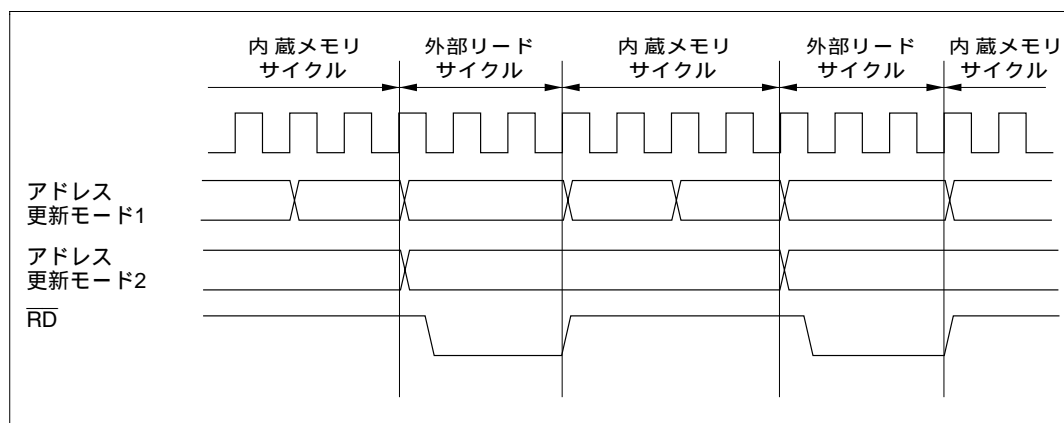 内蔵メモリ
サイクル
外部リード
サイクル
内蔵メモリ
サイクル
外部リード
サイクル
内蔵メモリ
サイクル
アドレス
更新モード1
アドレス
更新モード2
RD